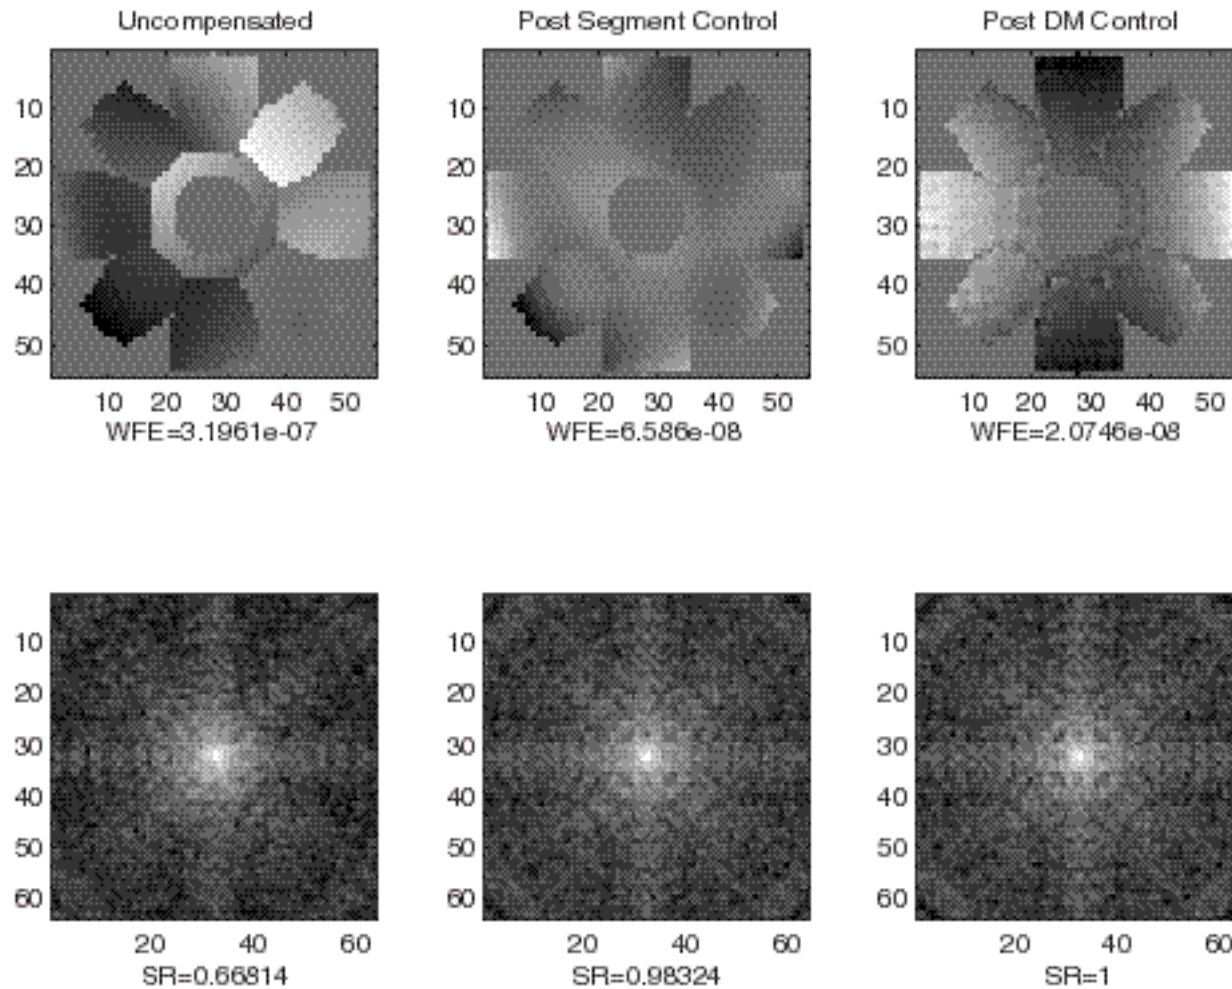 Uncompensated Post Segment Control Post DM Control
10 10 10
20 20 20
30 30 30
40 40 40
50 50 50
10 20 30 40 50 10 20 30 40 50 10 20 30 40 50
WFE=3.1961e-07 WFE=6.586e-08 WFE=2.0746e-08
10 10 10
20 20 20
30 30 30
40 40 40
50 50 50
60 60 60
20 40 60 20 40 60 20 40 60
SR=0.66814 SR=0.98324 SR=1